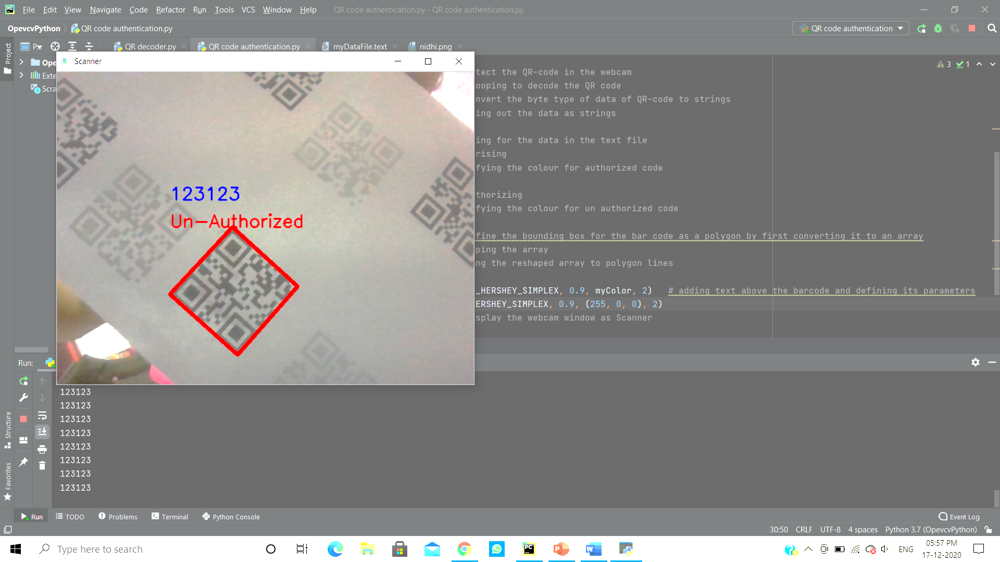 File Edit View Navigate Code Refactor Run Tools VCS Window Help QR code authentication.py - QR code authentication.py
OpevcvPython QR code authentication.py QR code authentication
P... QR decoder.py QR code authentication.py myDataFile.text nidhi.png
Project
Ope
Exte
Scra
Scanner
3 1
tect the QR-code in the webcam
ooping to decode the QR code
nvert the byte type of data of QR-code to strings
ing out the data as strings
ing for the data in the text file
rising
fying the colour for authorized code
thorizing
fying the colour for un authorized code
fine the bounding box for the bar code as a polygon by first converting it to an array
ping the array
ng the reshaped array to polygon lines
_HERSHEY_SIMPLEX, 0.9, myColor, 2) # adding text above the barcode and defining its parameters
ERSHEY_SIMPLEX, 0.9, (255, 0, 0), 2)
splay the webcam window as Scanner
123123
Un-Authorized
Run:
123123
123123
123123
123123
123123
123123
123123
123123
Structure
Favorites
Run TODO Problems Terminal Python Console Event Log
30:50 CRLF UTF-8 4 spaces Python 3.7 (OpevcvPython)
Type here to search
ENG
05:57 PM
17-12-2020